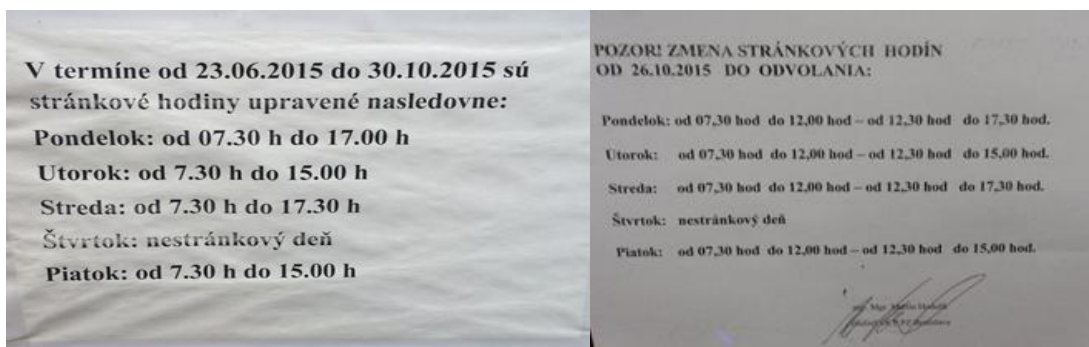 V termíne od 23.06.2015 do 30.10.2015 sú
stránkové hodiny upravené nasledovne:
Pondelok: od 07.30 h do 17.00 h
Utorok: od 7.30 h do 15.00 h
Streda: od 7.30 h do 17.30 h
Štvrtok: nestránkový deň
Piatok: od 7.30 h do 15.00 h
POZOR! ZMENA STRÁNKOVÝCH HODÍN
OD 26.10.2015 DO ODVOLANIA:
Pondelok: od 07,30 hod do 12,00 hod – od 12,30 hod do 17,30 hod.
Utorok: od 07,30 hod do 12,00 hod – od 12,30 hod do 15,00 hod.
Streda: od 07,30 hod do 12,00 hod – od 12,30 hod do 17,30 hod.
Štvrtok: nestránkový deň
Piatok: od 07,30 hod do 12,00 hod – od 12,30 hod do 15,00 hod.